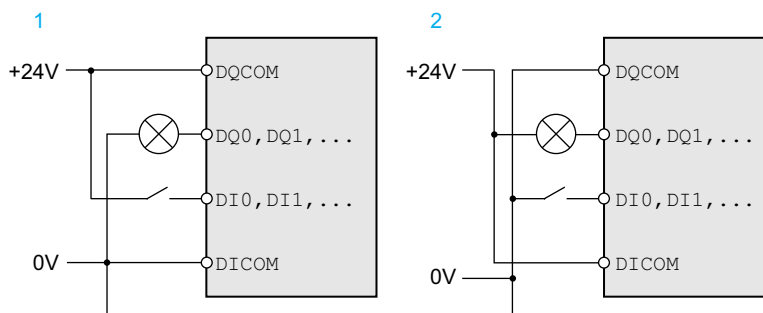 1
+24V
DQCOM
DQ0,DQ1,...
DI0,DI1,...
0V
DICOM
2
+24V
DQCOM
DQ0,DQ1,...
DI0,DI1,...
DICOM
0V